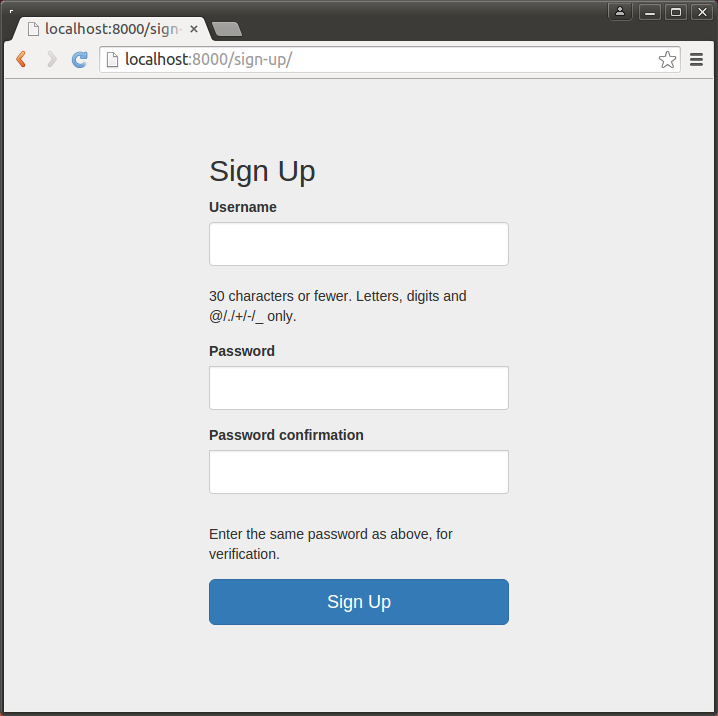 localhost:8000/sign-
localhost:8000/sign-up/
Sign Up
Username
30 characters or fewer. Letters, digits and
@/./+/-/_ only.
Password
Password confirmation
Enter the same password as above, for
verification.
Sign Up